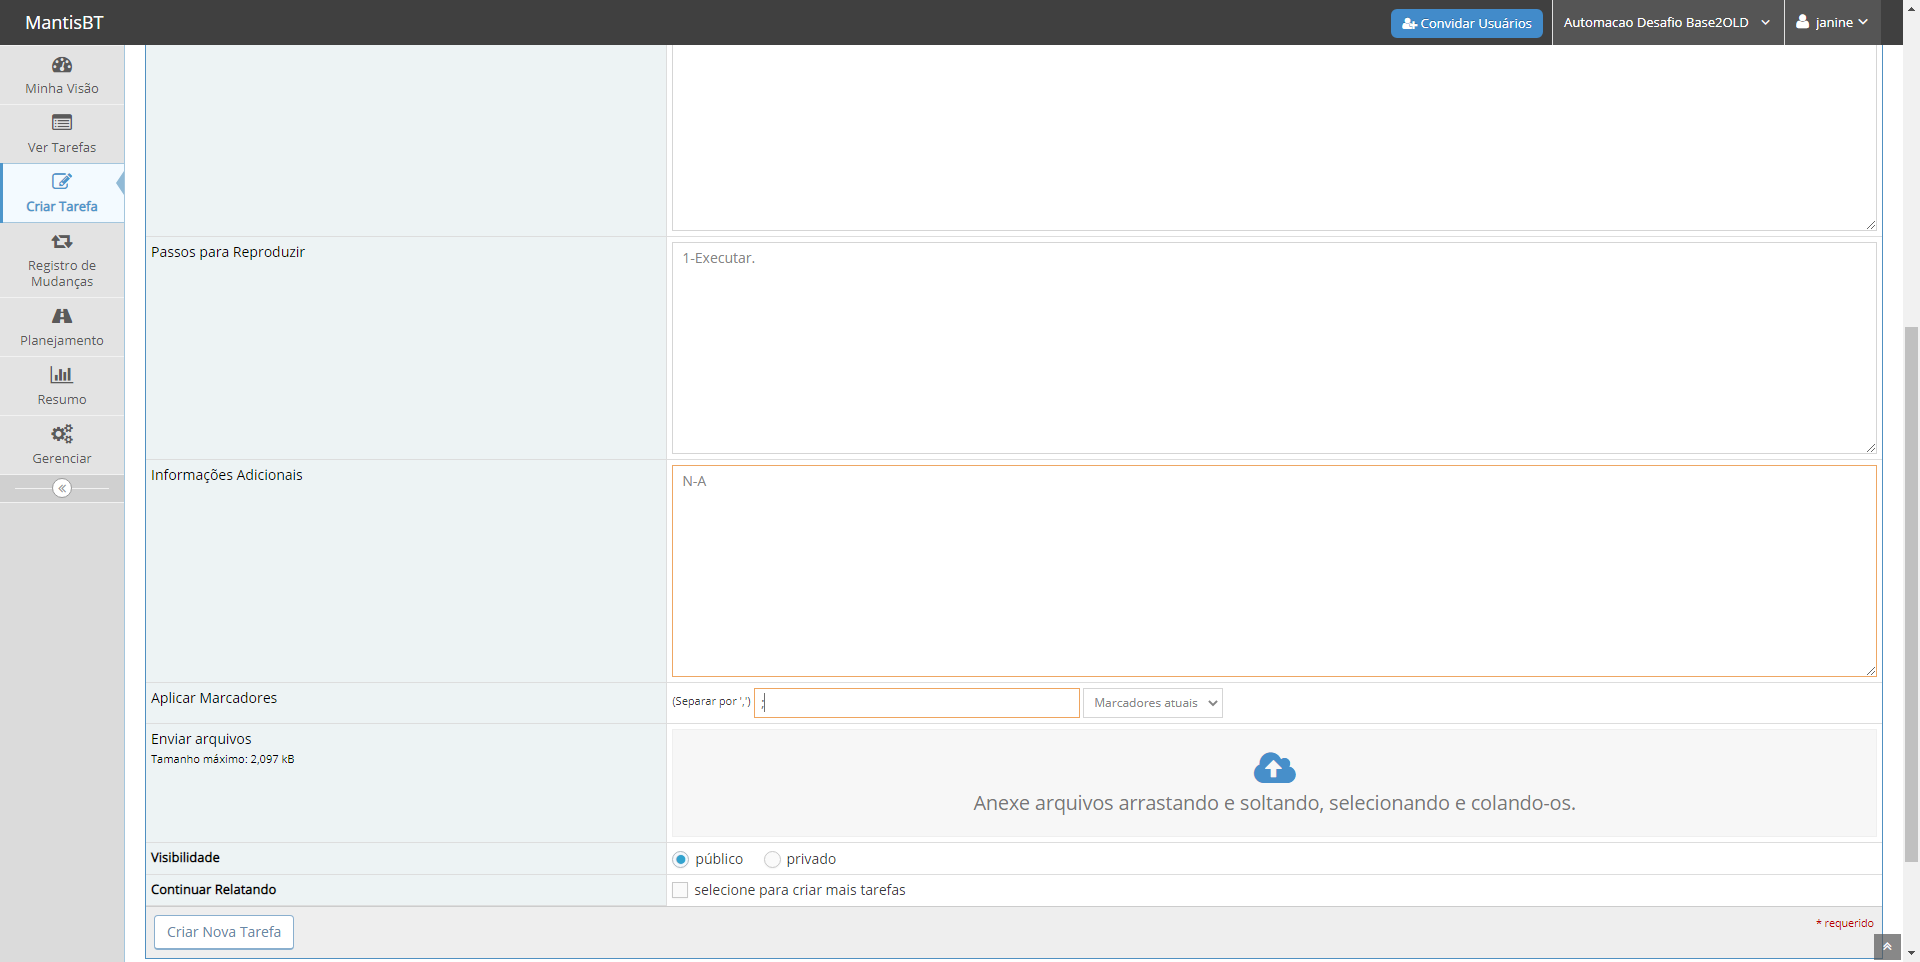 MantisBT
Convidar Usuários
Automacao Desafio Base2OLD
janine
Minha Visão
Ver Tarefas
Criar Tarefa
Registro de
Mudanças
Planejamento
Resumo
Gerenciar
Passos para Reproduzir
1-Executar.
Informações Adicionais
N-A
Aplicar Marcadores
(Separar por ',')
;
Marcadores atuais
Enviar arquivos
Tamanho máximo: 2,097 kB
Anexe arquivos arrastando e soltando, selecionando e colando-os.
Visibilidade
público
privado
Continuar Relatando
selecione para criar mais tarefas
Criar Nova Tarefa
* requerido